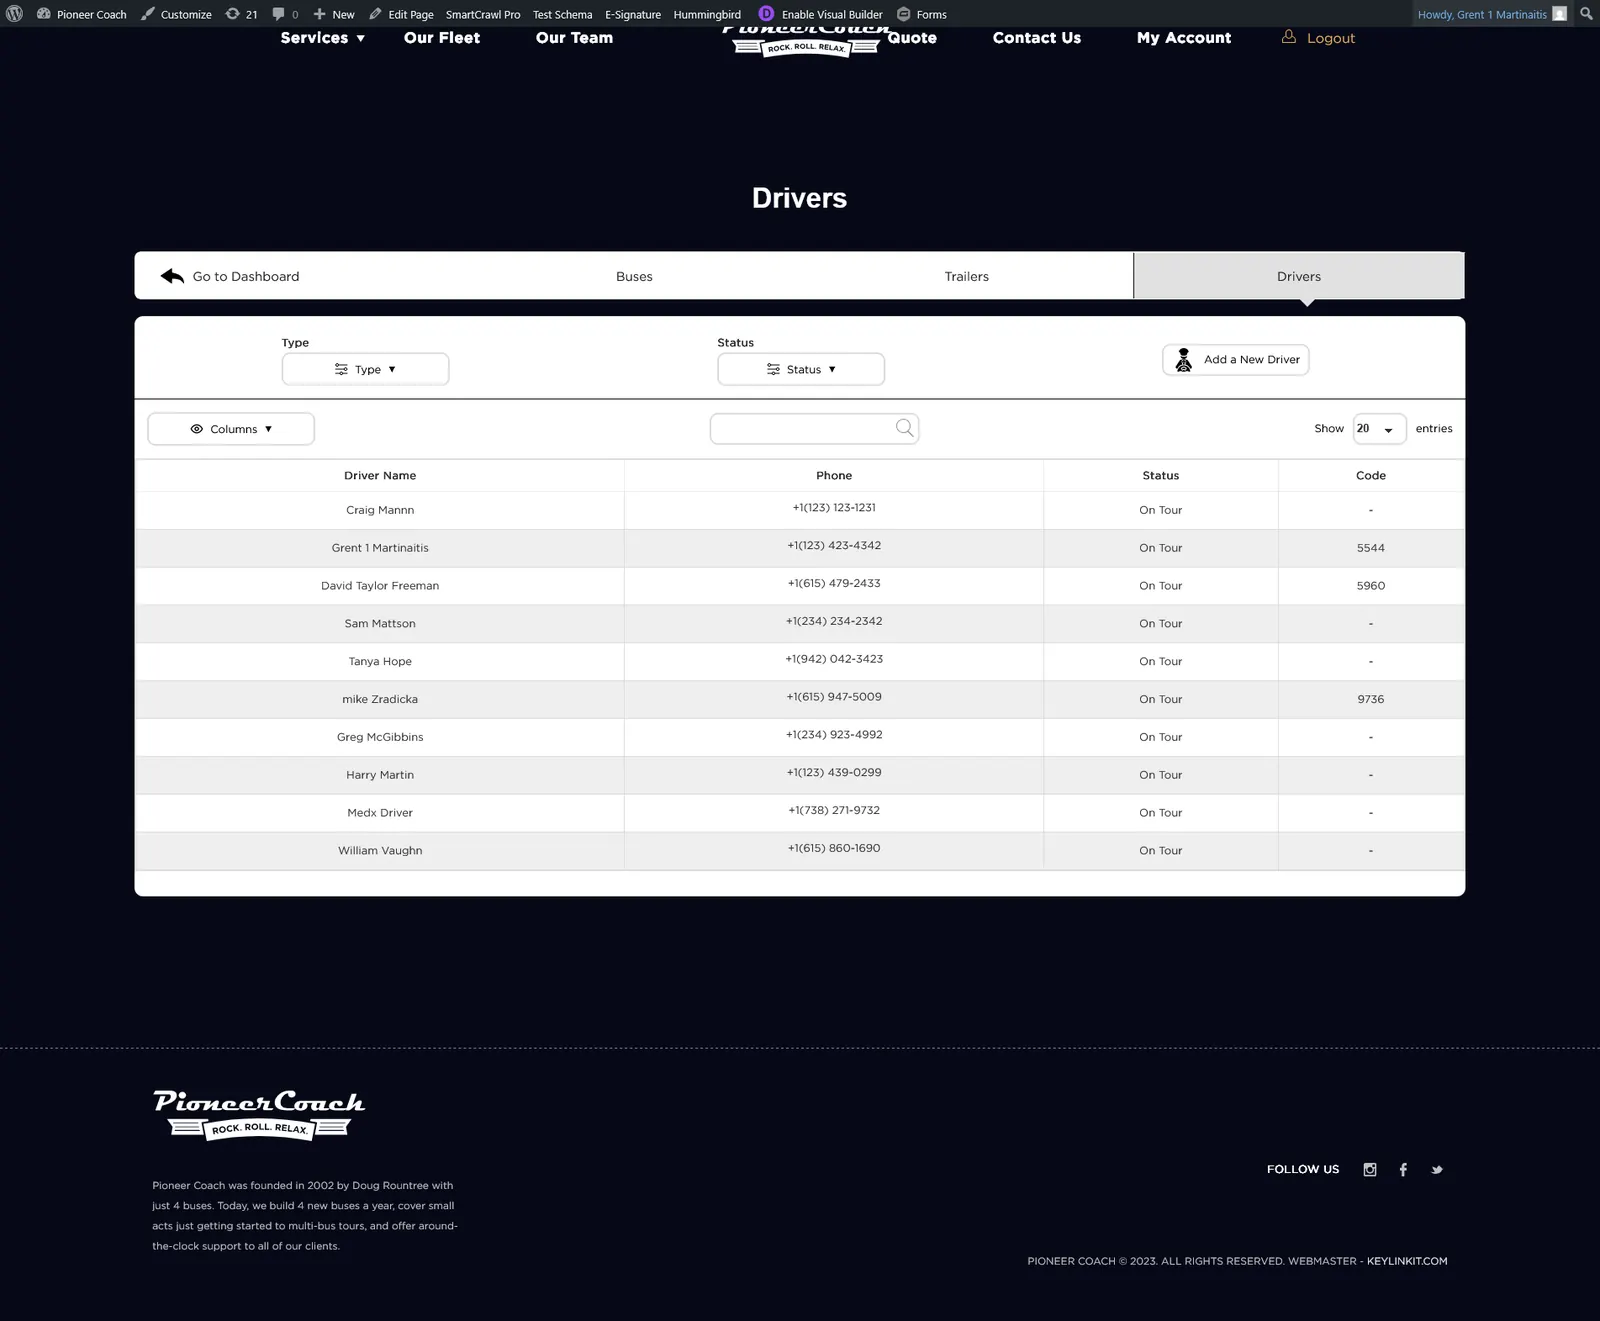 Pioneer Coach Customize 21 0 New Edit Page SmartCrawl Pro Test Schema E-Signature Hummingbird Enable Visual Builder Forms Howdy, Grent 1 Martinaitis
Services ▼ Our Fleet Our Team PioneerCoach Quote Contact Us My Account Logout
ROCK. ROLL. RELAX.
Drivers
Go to Dashboard Buses Trailers Drivers
Type Status
Type ▼ Status ▼ Add a New Driver
Columns ▼ Show 20 entries
Driver Name Phone Status Code
Craig Mannn +1(123) 123-1231 On Tour -
Grent 1 Martinaitis +1(123) 423-4342 On Tour 5544
David Taylor Freeman +1(615) 479-2433 On Tour 5960
Sam Mattson +1(234) 234-2342 On Tour -
Tanya Hope +1(942) 042-3423 On Tour -
mike Zradicka +1(615) 947-5009 On Tour 9736
Greg McGibbins +1(234) 923-4992 On Tour -
Harry Martin +1(123) 439-0299 On Tour -
Medx Driver +1(738) 271-9732 On Tour -
William Vaughn +1(615) 860-1690 On Tour -
PioneerCoach
ROCK. ROLL. RELAX.
Pioneer Coach was founded in 2002 by Doug Rountree with
just 4 buses. Today, we build 4 new buses a year, cover small
acts just getting started to multi-bus tours, and offer around-
the-clock support to all of our clients.
FOLLOW US
PIONEER COACH © 2023. ALL RIGHTS RESERVED. WEBMASTER - KEYLINKIT.COM